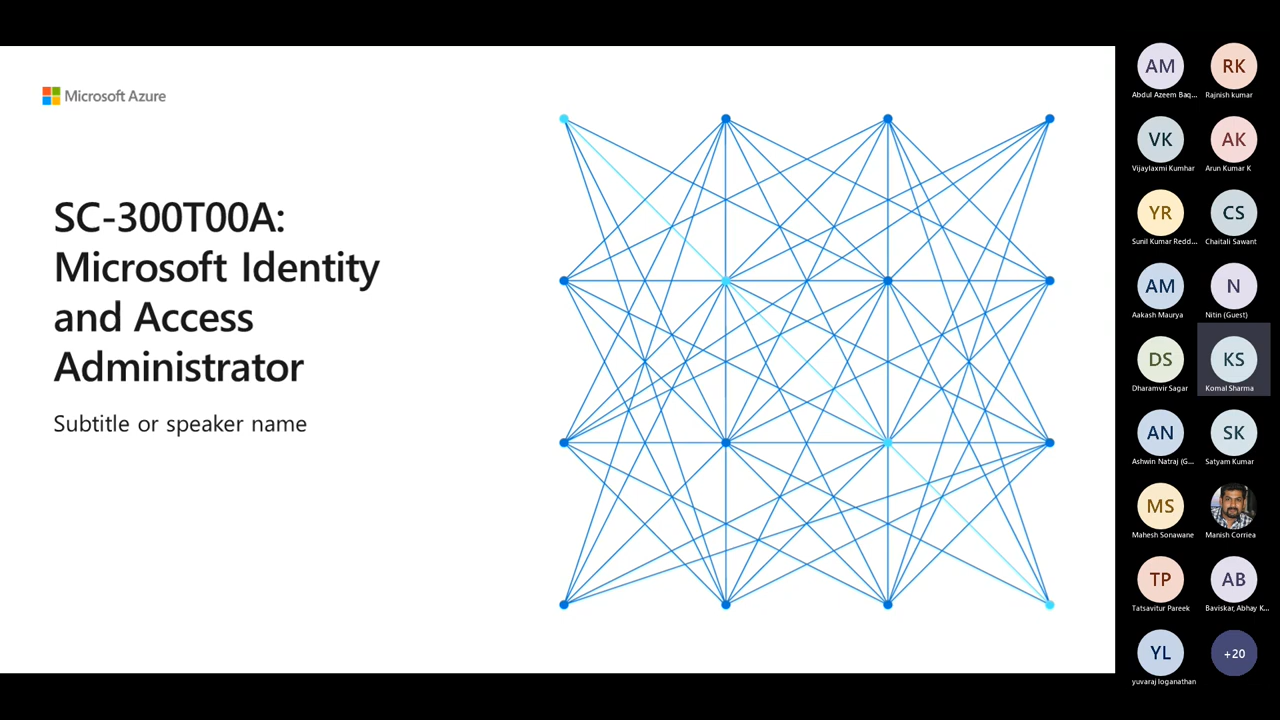 Microsoft Azure
SC-300T00A:
Microsoft Identity
and Access
Administrator
Subtitle or speaker name
AM
Abdul Azeem Baq...
RK
Rajnish kumar
VK
Vijaylaxmi Kumhar
AK
Arun Kumar K
YR
Sunil Kumar Redd...
CS
Chaitali Sawant
AM
Aakash Maurya
N
Nitin (Guest)
DS
Dharamvir Sagar
KS
Komal Sharma
AN
Ashwin Natraj (G...
SK
Satyam Kumar
MS
Mahesh Sonawane
Manish Corriea
TP
Tatsavitur Pareek
AB
Baviskar, Abhay K...
YL
yuvaraj loganathan
+20